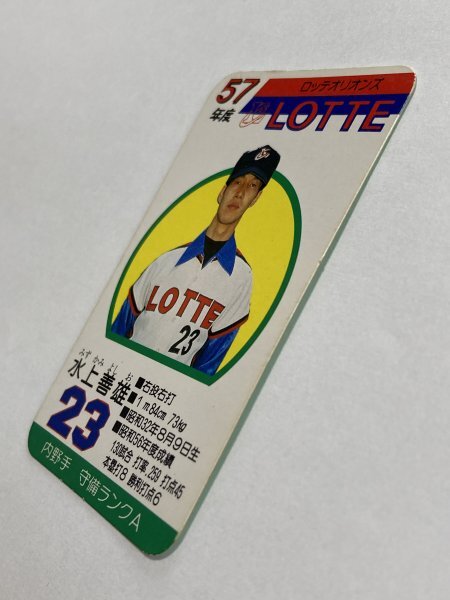 57
年度
ロッテオリオンズ
LOTTE
LOTTE
23
みず かみ よし お
水上善雄
23
■右投右打
■1m84cm 73kg
■昭和32年8月9日生
■昭和56年度成績
130試合 打率.259 打点45
本塁打8 勝利打点6
内野手 守備ランクA